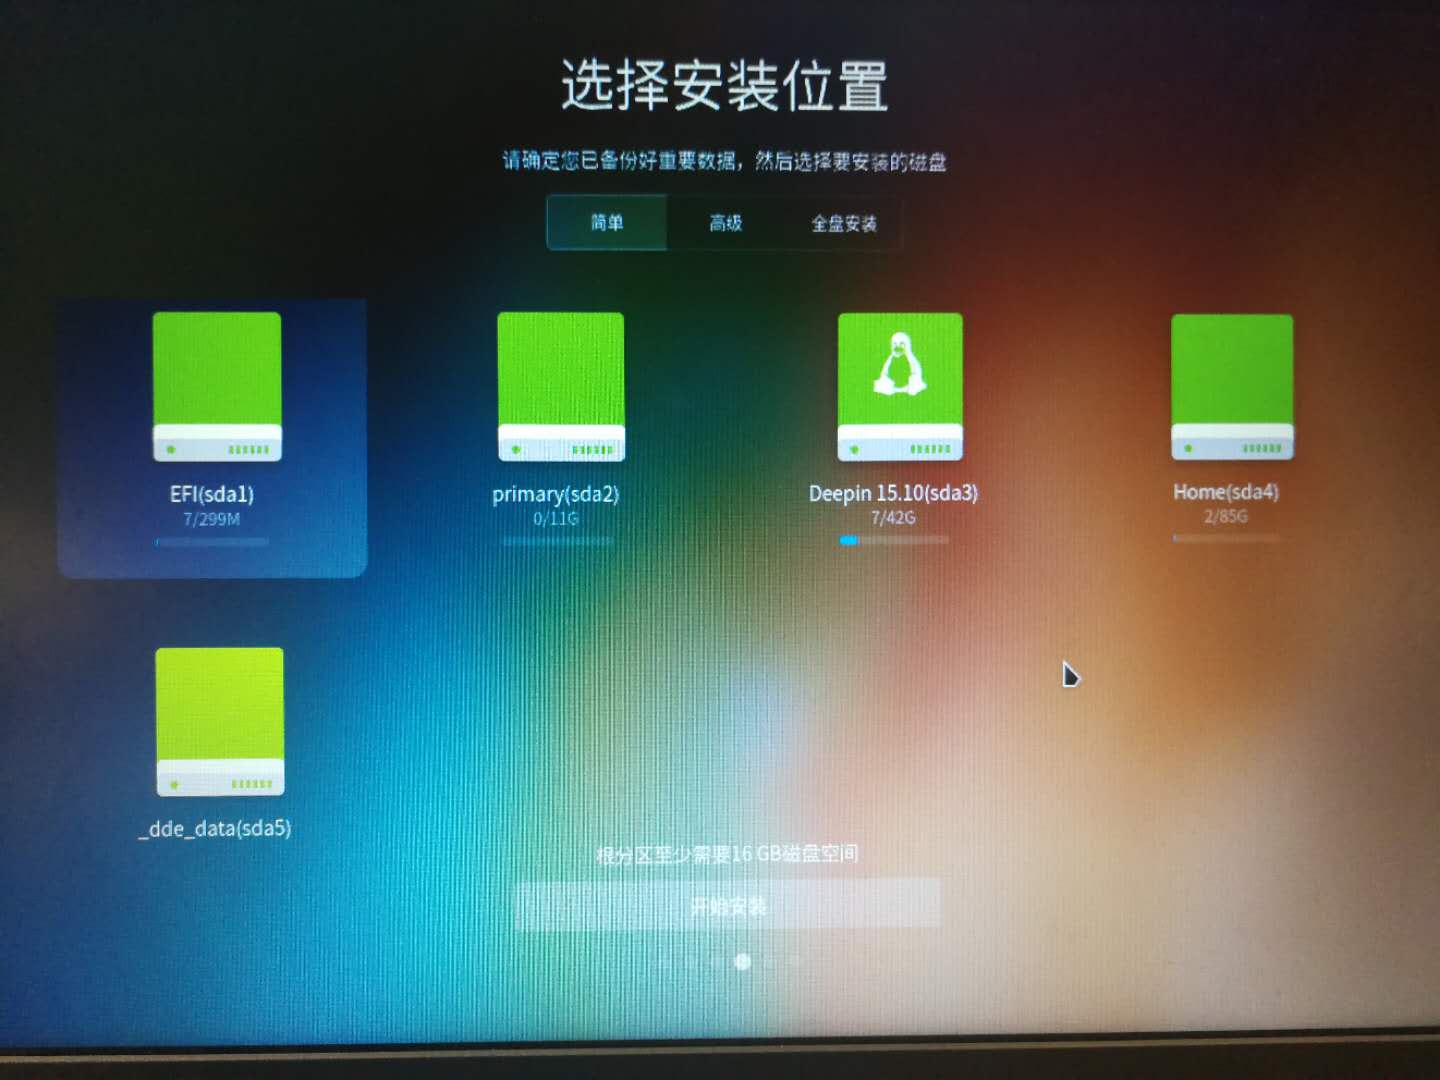 选择安装位置
请确定您已备份好重要数据，然后选择要安装的磁盘
简单 高级 全盘安装
EFI(sda1) primary(sda2) Deepin 15.10(sda3) Home(sda4)
7/299M 0/11G 7/42G 2/85G
_dde_data(sda5)
根分区至少需要16 GB磁盘空间
开始安装